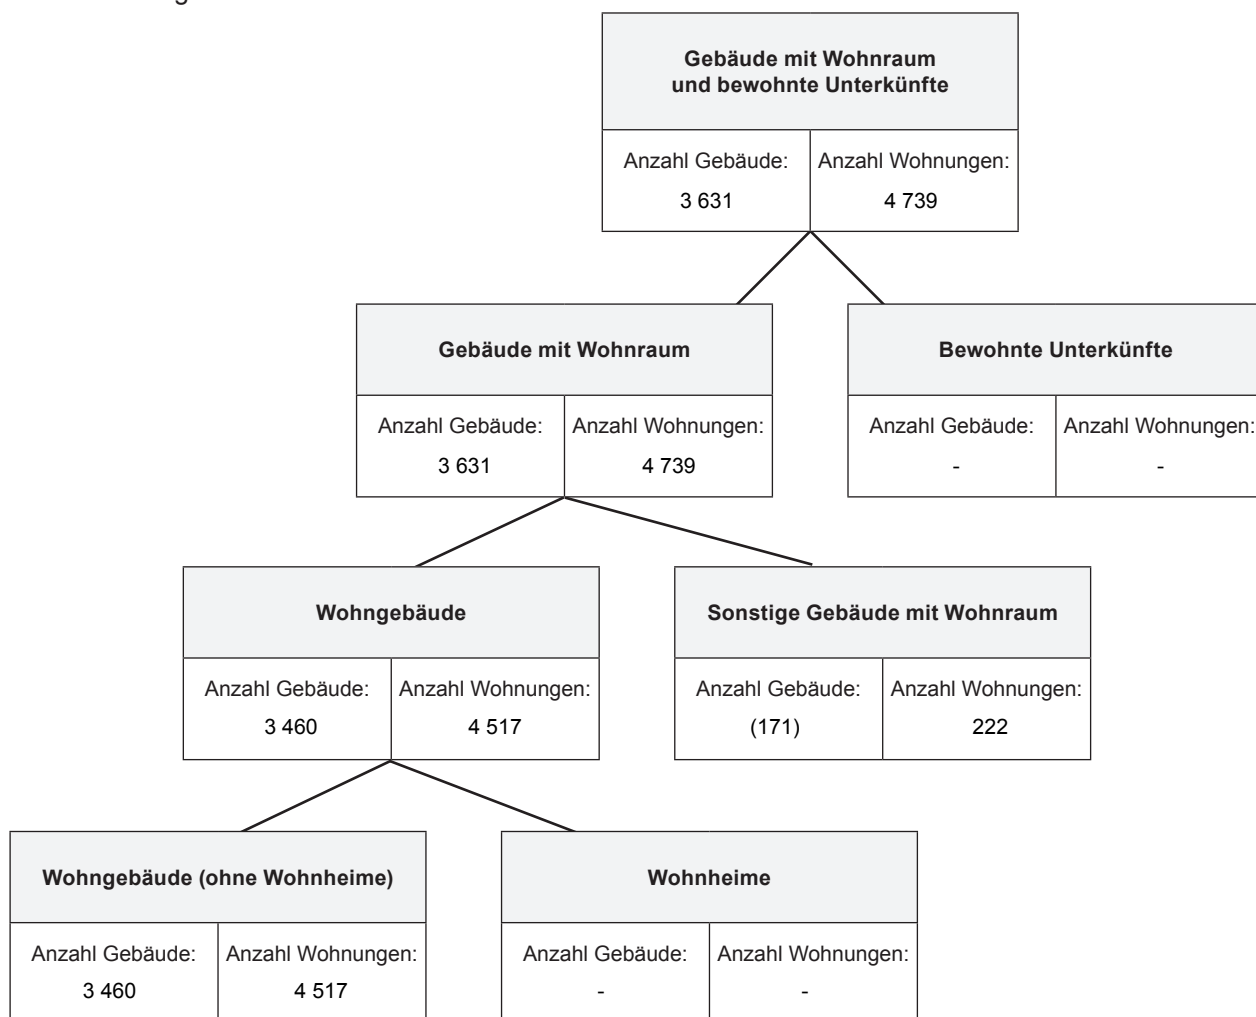 Gebäude mit Wohnraum
und bewohnte Unterkünfte
Anzahl Gebäude: Anzahl Wohnungen:
3 631 4 739
Gebäude mit Wohnraum Bewohnte Unterkünfte
Anzahl Gebäude: Anzahl Wohnungen: Anzahl Gebäude: Anzahl Wohnungen:
3 631 4 739 - -
Wohngebäude Sonstige Gebäude mit Wohnraum
Anzahl Gebäude: Anzahl Wohnungen: Anzahl Gebäude: Anzahl Wohnungen:
3 460 4 517 (171) 222
Wohngebäude (ohne Wohnheime) Wohnheime
Anzahl Gebäude: Anzahl Wohnungen: Anzahl Gebäude: Anzahl Wohnungen:
3 460 4 517 - -